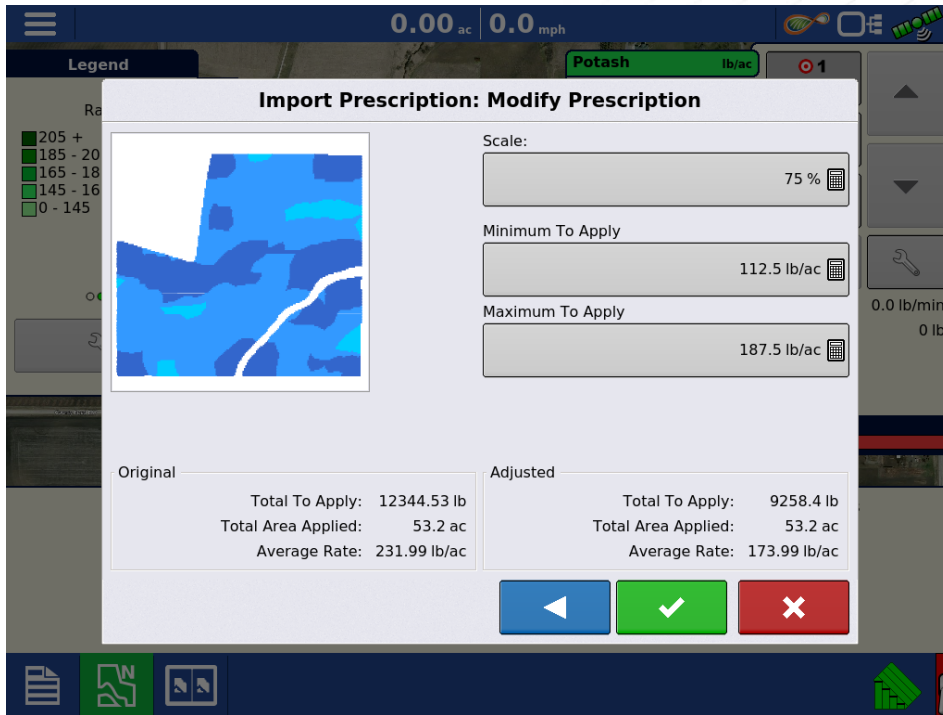 0.00 ac 0.0 mph
Legend
Potash lb/ac
1
Import Prescription: Modify Prescription
Ra
205 +
185 - 20
165 - 18
145 - 16
0 - 145
Scale:
75 %
Minimum To Apply
112.5 lb/ac
Maximum To Apply
187.5 lb/ac
0.0 lb/min
0 lb
Original
Total To Apply: 12344.53 lb
Total Area Applied: 53.2 ac
Average Rate: 231.99 lb/ac
Adjusted
Total To Apply: 9258.4 lb
Total Area Applied: 53.2 ac
Average Rate: 173.99 lb/ac
N